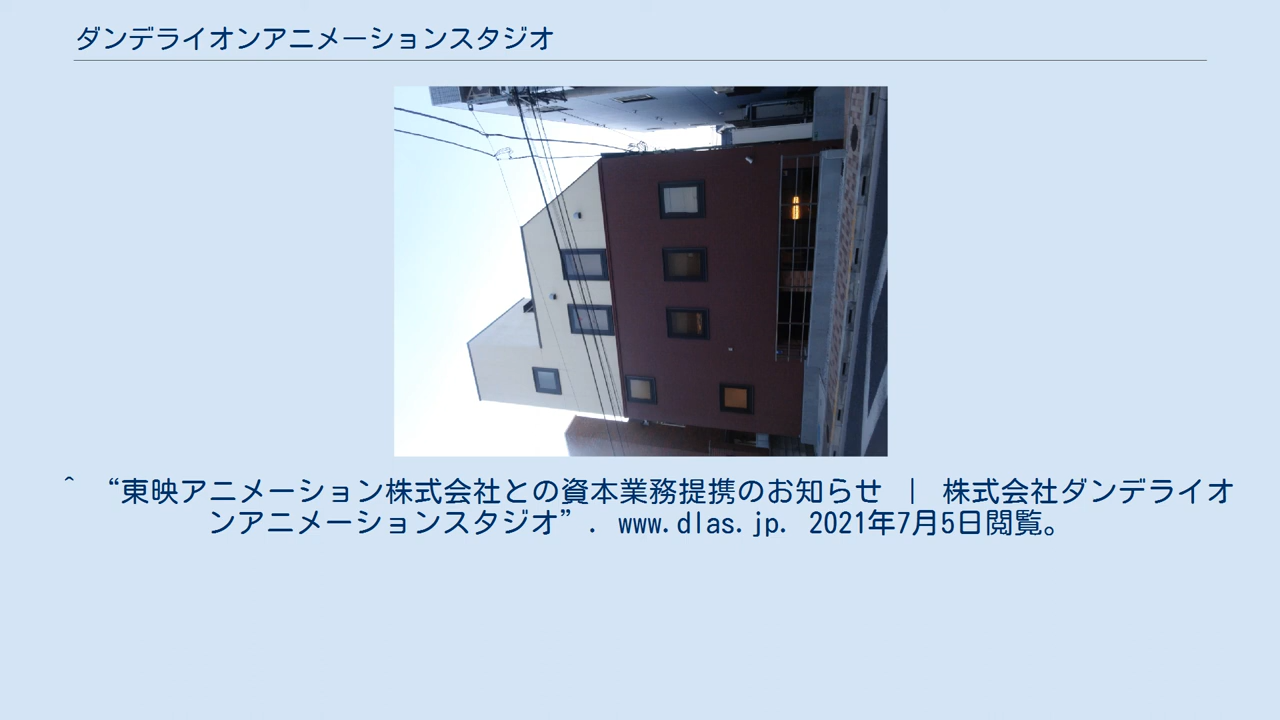 ダンデライオンアニメーションスタジオ
^ “東映アニメーション株式会社との資本業務提携のお知らせ | 株式会社ダンデライオ
ンアニメーションスタジオ”. www.dlas.jp. 2021年7月5日閲覧。